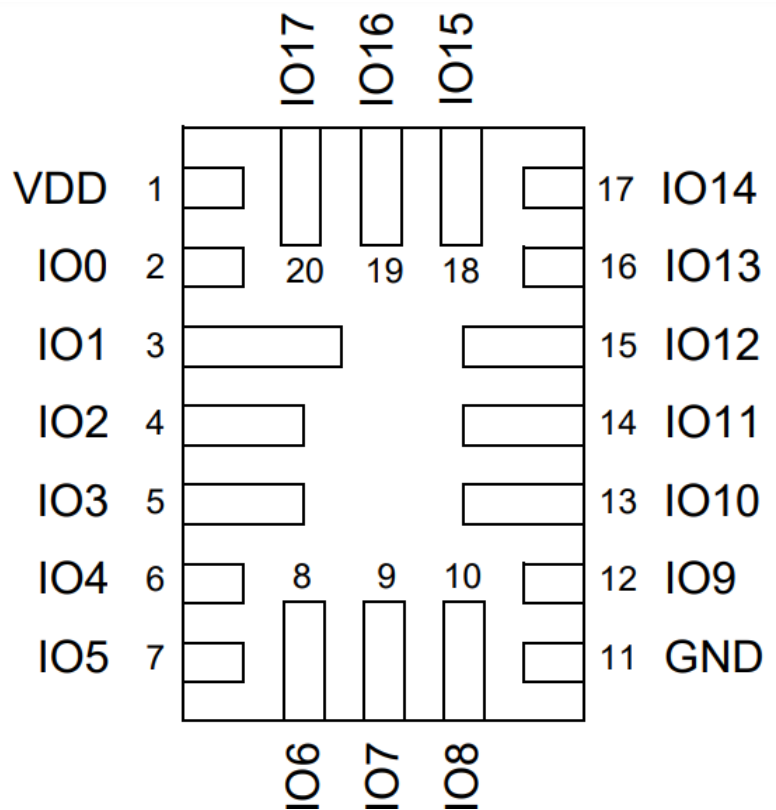 IO17 IO16 IO15
VDD 1 17 IO14
IO0 2 20 19 18 16 IO13
IO1 3 15 IO12
IO2 4 14 IO11
IO3 5 13 IO10
IO4 6 8 9 10 12 IO9
IO5 7 11 GND
IO6 IO7 IO8